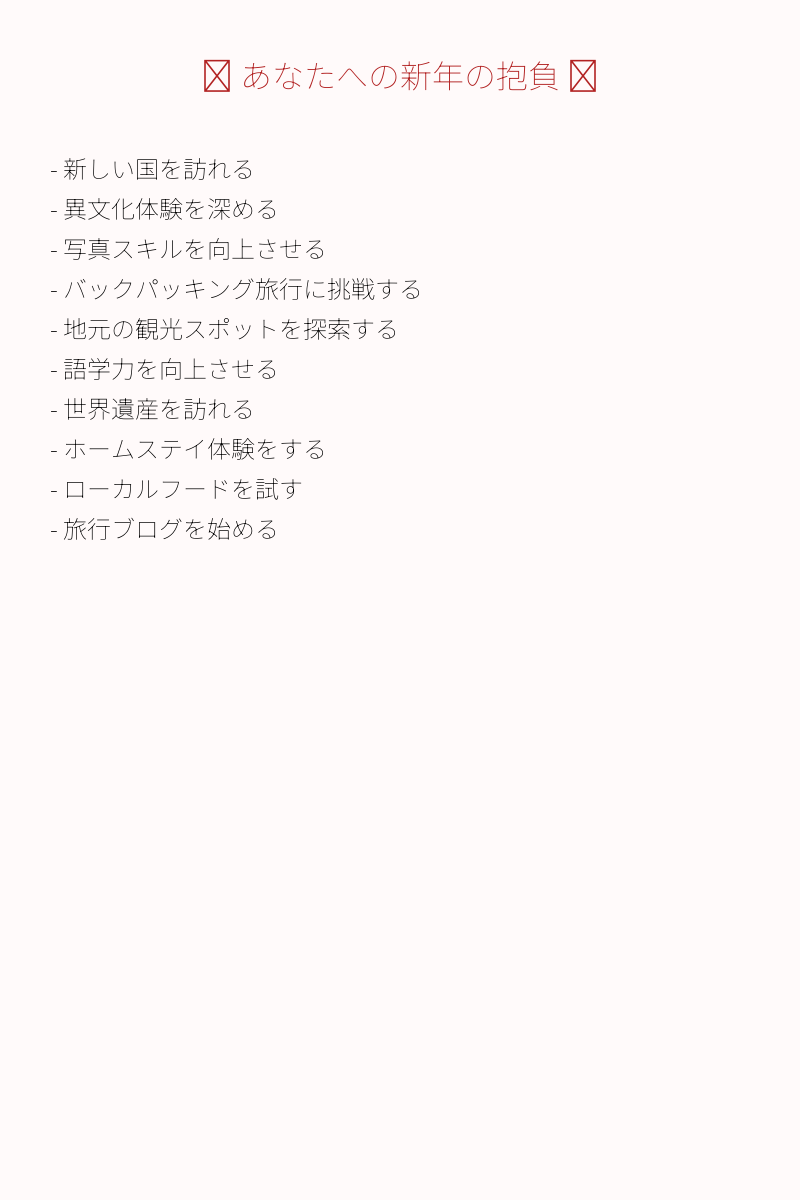 あなたへの新年の抱負
- 新しい国を訪れる
- 異文化体験を深める
- 写真スキルを向上させる
- バックパッキング旅行に挑戦する
- 地元の観光スポットを探索する
- 語学力を向上させる
- 世界遺産を訪れる
- ホームステイ体験をする
- ローカルフードを試す
- 旅行ブログを始める